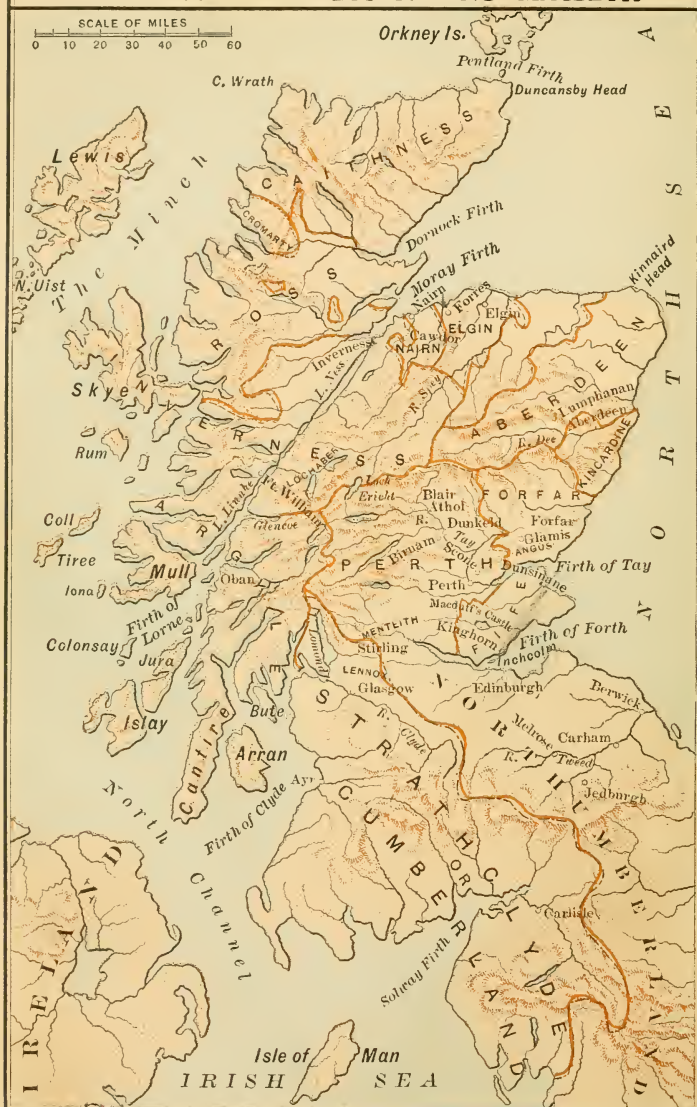 SCALE OF MILES
0 10 20 30 40 50 60
Orkney Is.
Pentland Firth
C. Wrath
Duncansby Head
NORTH SEA
Lewis
The Minch
CAITHNESS
CROMARTY
Dornock Firth
N. Uist
ROSS
Moray Firth
Kinnaird
Head
Nairn
Forres
Elgin
ELGIN
Cawdor
NAIRN
Inverness
L. Ness
R. Spey
Skye
INVERNESS
ABERDEEN
Lumphanan
Aberdeen
R. Dee
KINCARDINE
Rum
LOCHABER
Loch
Ericht
Ft. William
L. Linnhe
Glencoe
Blair
Athol
FORFAR
R.
Tay
Dunkeld
Forfar
Glamis
ANGUS
Coll
Tiree
Iona
Mull
ARGYLE
Oban
Birnam
Scone
PERTH
Dunsinane
Firth of Tay
Perth
Macduff's Castle
FIFE
Firth of
Lorne
Colonsay
Jura
MENTEITH
Stirling
Kinghorn
Firth of Forth
Inchcolm
Lomond
LENNOX
Glasgow
Edinburgh
Berwick
Islay
Bute
Arran
Cantire
STRATHCLYDE
OR
CUMBERLAND
R. Clyde
NORTHUMBERLAND
Melrose
Carham
R. Tweed
Jedburgh
Firth of Clyde
Ayr
North Channel
IRELAND
Carlisle
Solway Firth
Isle of Man
IRISH SEA